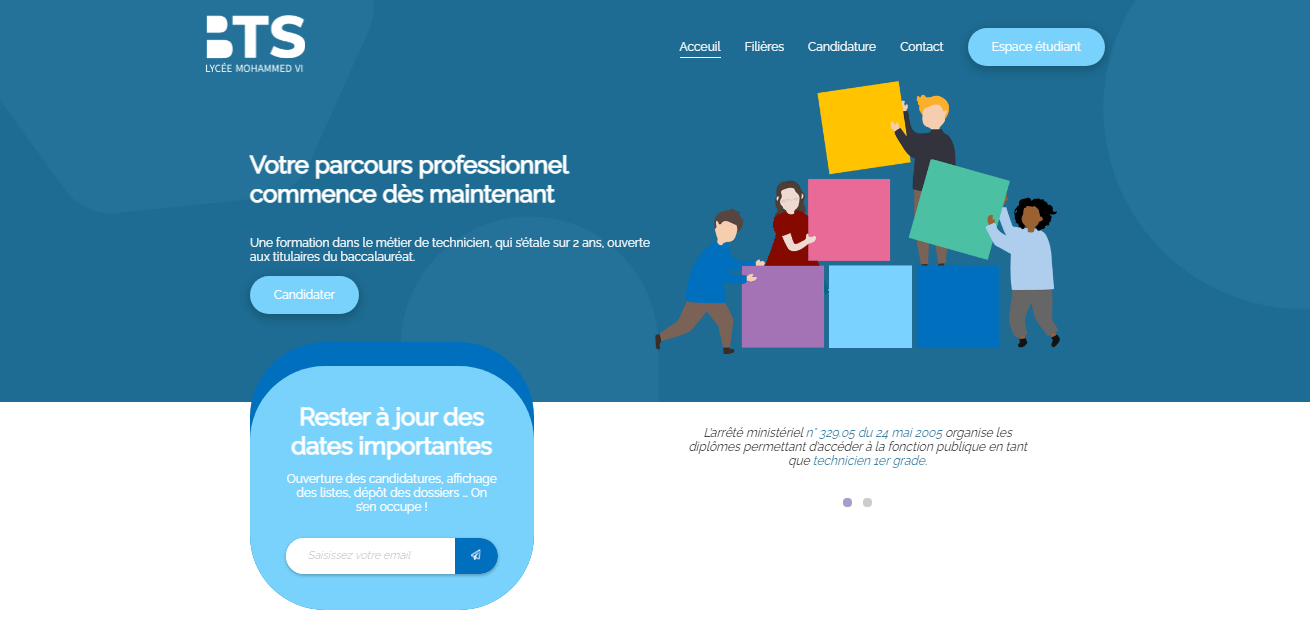 BTS
LYCÉE MOHAMMED VI
Acceuil
Filières
Candidature
Contact
Espace étudiant
Votre parcours professionnel
commence dès maintenant
Une formation dans le métier de technicien, qui s'étale sur 2 ans, ouverte
aux titulaires du baccalauréat.
Candidater
Rester à jour des
dates importantes
Ouverture des candidatures, affichage
des listes, dépôt des dossiers ... On
s'en occupe !
Saisissez votre email
L'arrêté ministériel n° 329.05 du 24 mai 2005 organise les
diplômes permettant d'accéder à la fonction publique en tant
que technicien 1er grade.